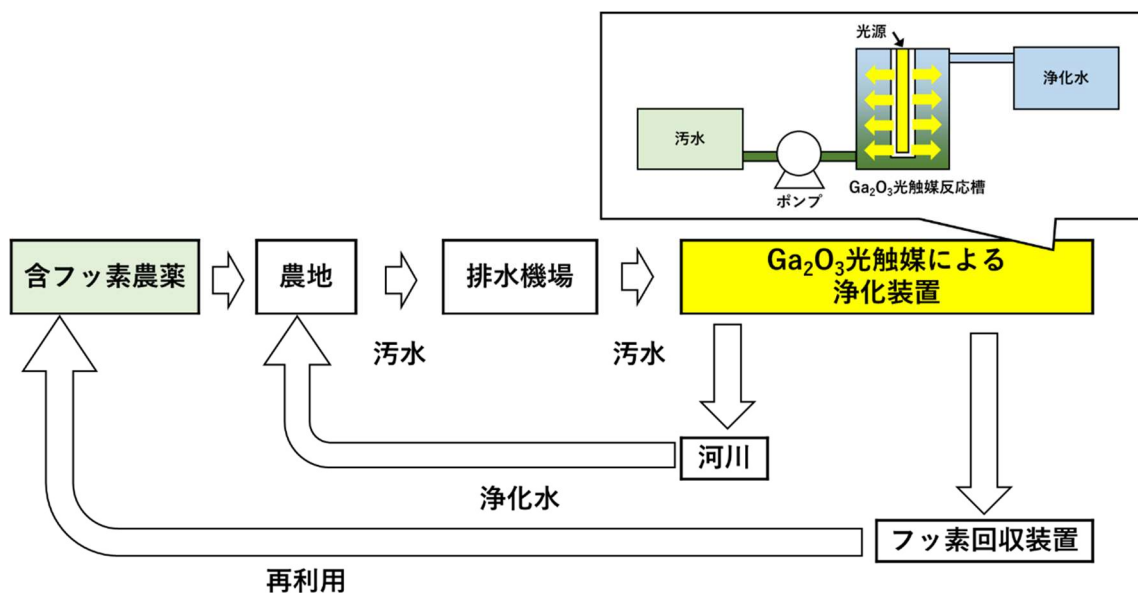 光源
浄化水
汚水
ポンプ
Ga₂O₃光触媒反応槽
含フッ素農薬
農地
排水機場
Ga₂O₃光触媒による
浄化装置
汚水
汚水
河川
浄化水
フッ素回収装置
再利用